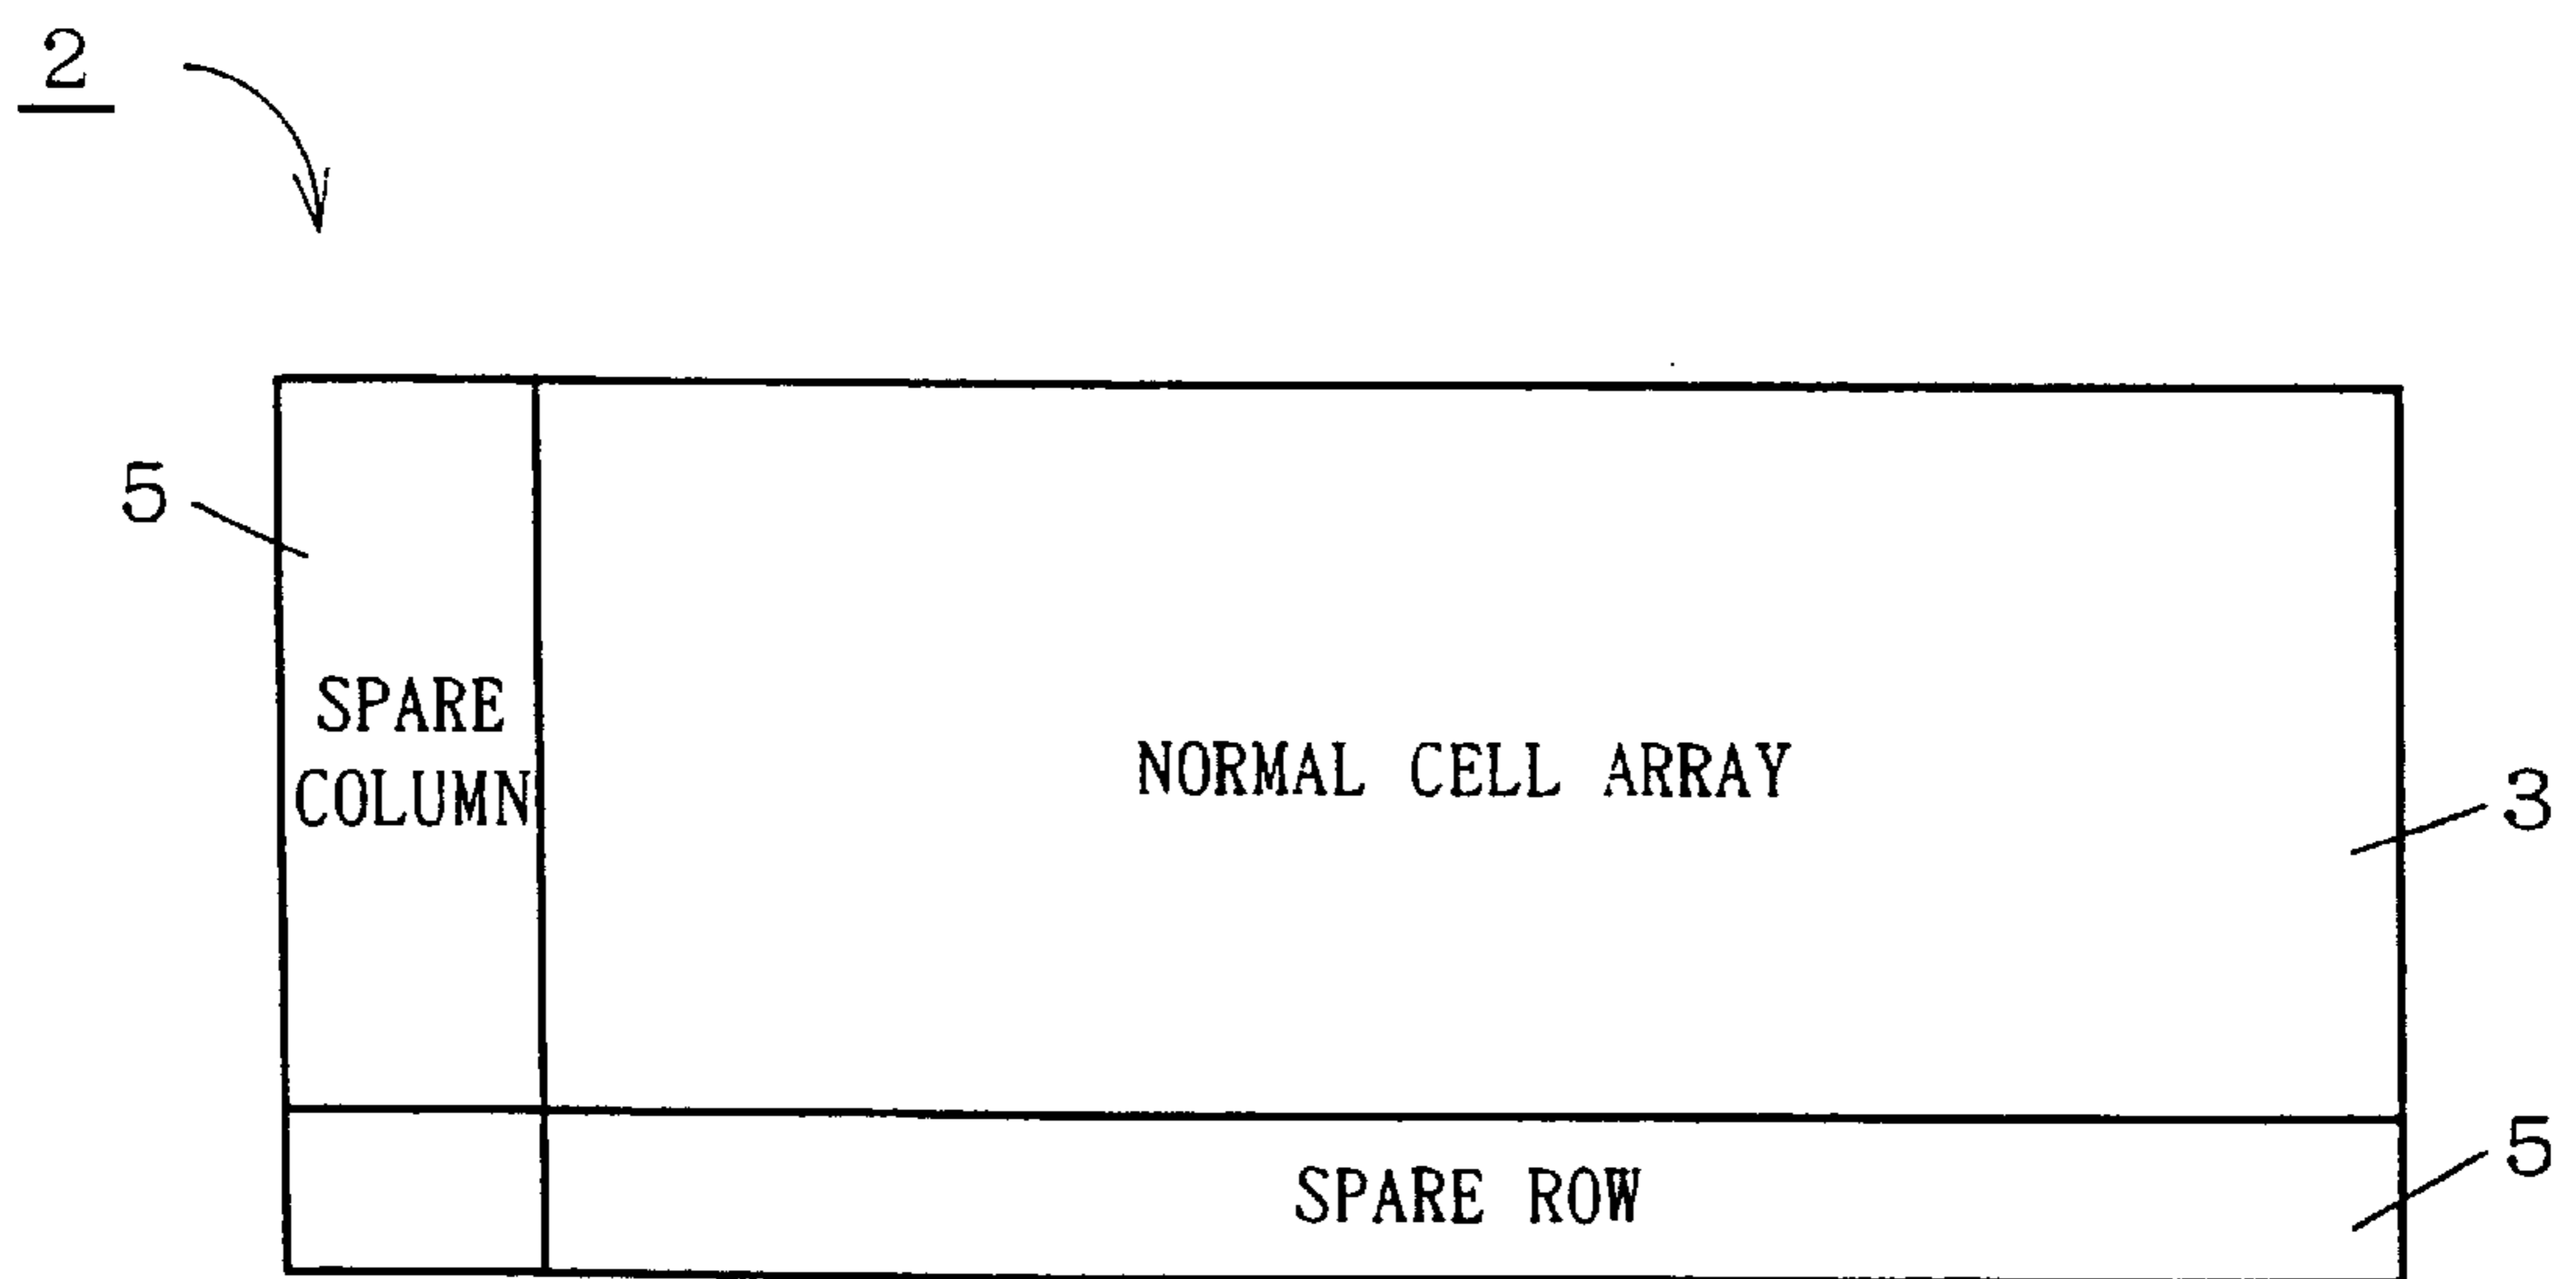 2
5
SPARE
COLUMN
NORMAL CELL ARRAY
3
SPARE ROW
5